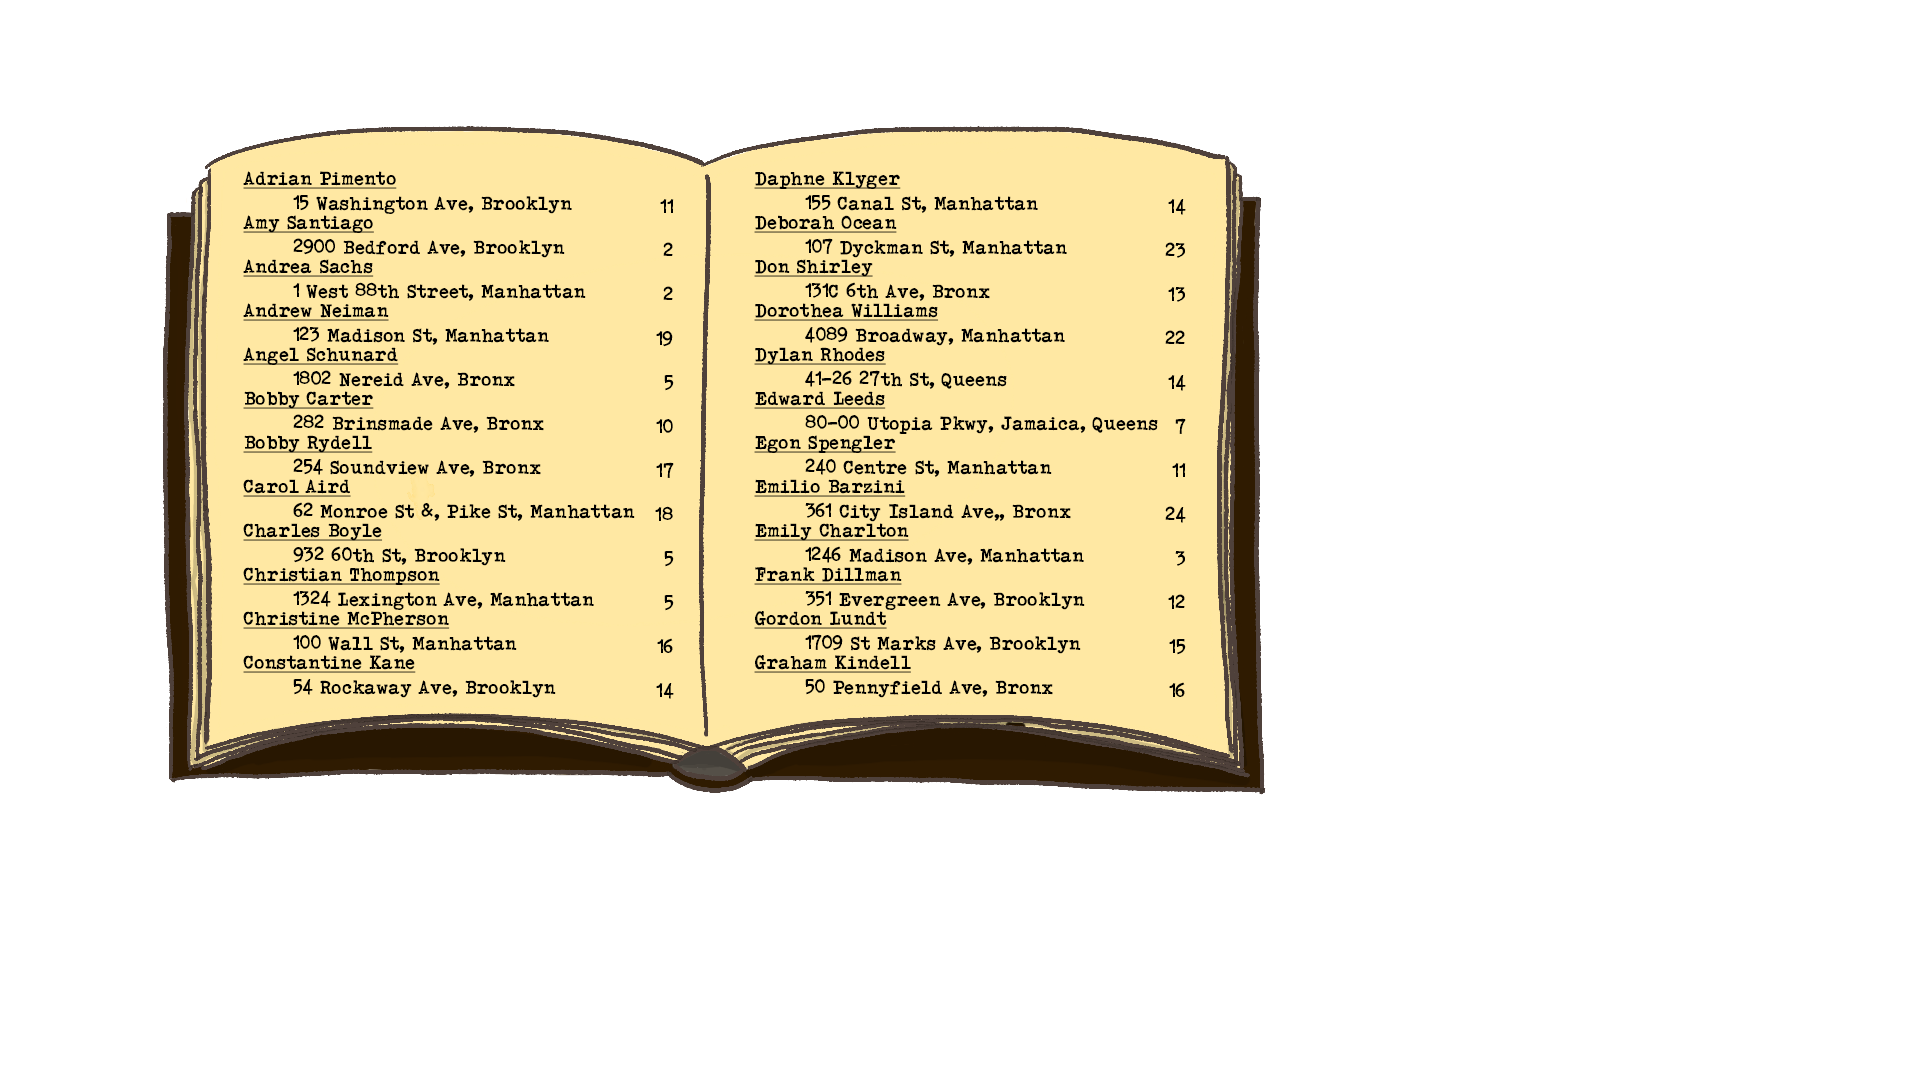 Adrian Pimento
15 Washington Ave, Brooklyn 11
Amy Santiago
2900 Bedford Ave, Brooklyn 2
Andrea Sachs
1 West 88th Street, Manhattan 2
Andrew Neiman
123 Madison St, Manhattan 19
Angel Schunard
1802 Nereid Ave, Bronx 5
Bobby Carter
282 Brinsmade Ave, Bronx 10
Bobby Rydell
254 Soundview Ave, Bronx 17
Carol Aird
62 Monroe St &, Pike St, Manhattan 18
Charles Boyle
932 60th St, Brooklyn 5
Christian Thompson
1324 Lexington Ave, Manhattan 5
Christine McPherson
100 Wall St, Manhattan 16
Constantine Kane
54 Rockaway Ave, Brooklyn 14
Daphne Klyger
155 Canal St, Manhattan 14
Deborah Ocean
107 Dyckman St, Manhattan 23
Don Shirley
131C 6th Ave, Bronx 13
Dorothea Williams
4089 Broadway, Manhattan 22
Dylan Rhodes
41-26 27th St, Queens 14
Edward Leeds
80-00 Utopia Pkwy, Jamaica, Queens 7
Egon Spengler
240 Centre St, Manhattan 11
Emilio Barzini
361 City Island Ave,, Bronx 24
Emily Charlton
1246 Madison Ave, Manhattan 3
Frank Dillman
351 Evergreen Ave, Brooklyn 12
Gordon Lundt
1709 St Marks Ave, Brooklyn 15
Graham Kindell
50 Pennyfield Ave, Bronx 16